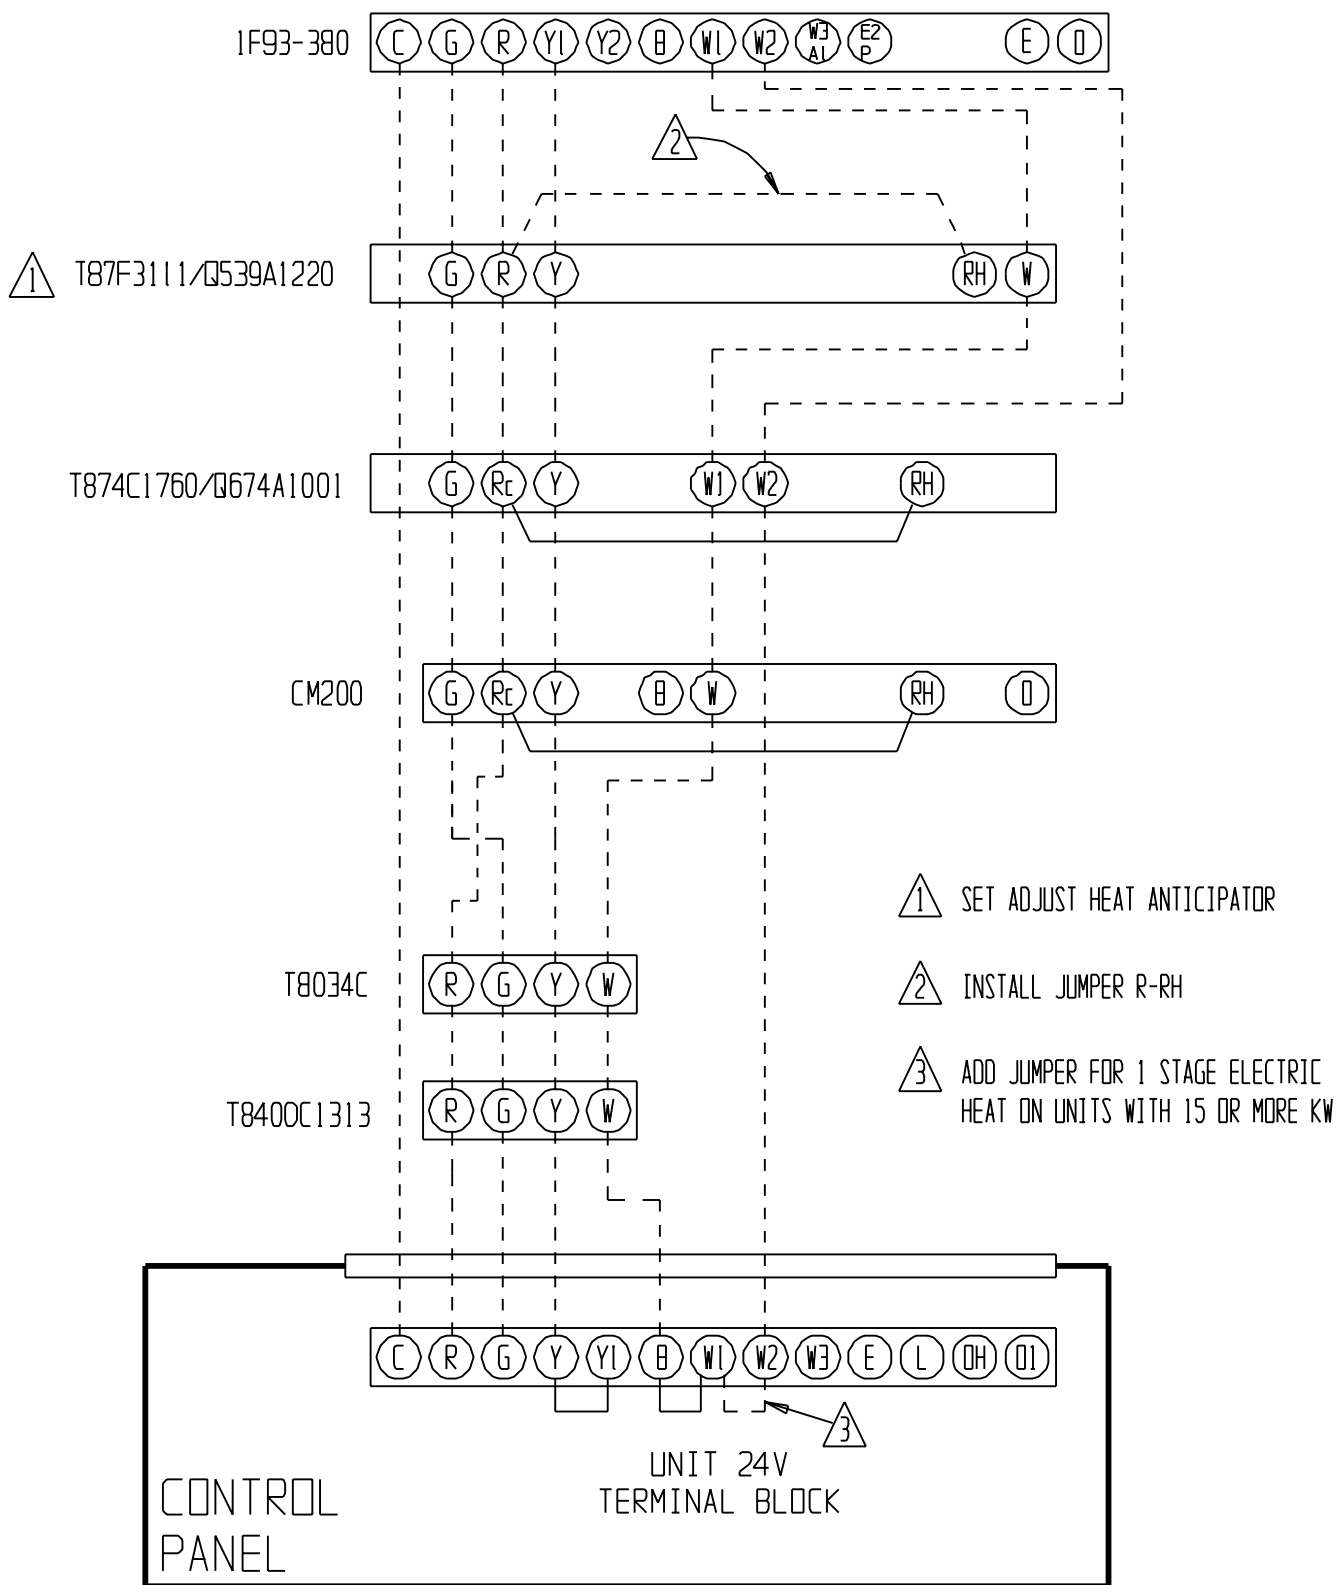 1F93-380 C G R Y1 Y2 B W1 W2 W3 A1 E2 P E O
2
1 T87F3111/Q539A1220 G R Y RH W
T874C1760/Q674A1001 G Rc Y W1 W2 RH
CM200 G Rc Y B W RH O
1 SET ADJUST HEAT ANTICIPATOR
T8034C R G Y W
2 INSTALL JUMPER R-RH
3 ADD JUMPER FOR 1 STAGE ELECTRIC
HEAT ON UNITS WITH 15 OR MORE KW
T8400C1313 R G Y W
C R G Y Y1 B W1 W2 W3 E L OH O1
3
UNIT 24V
TERMINAL BLOCK
CONTROL
PANEL